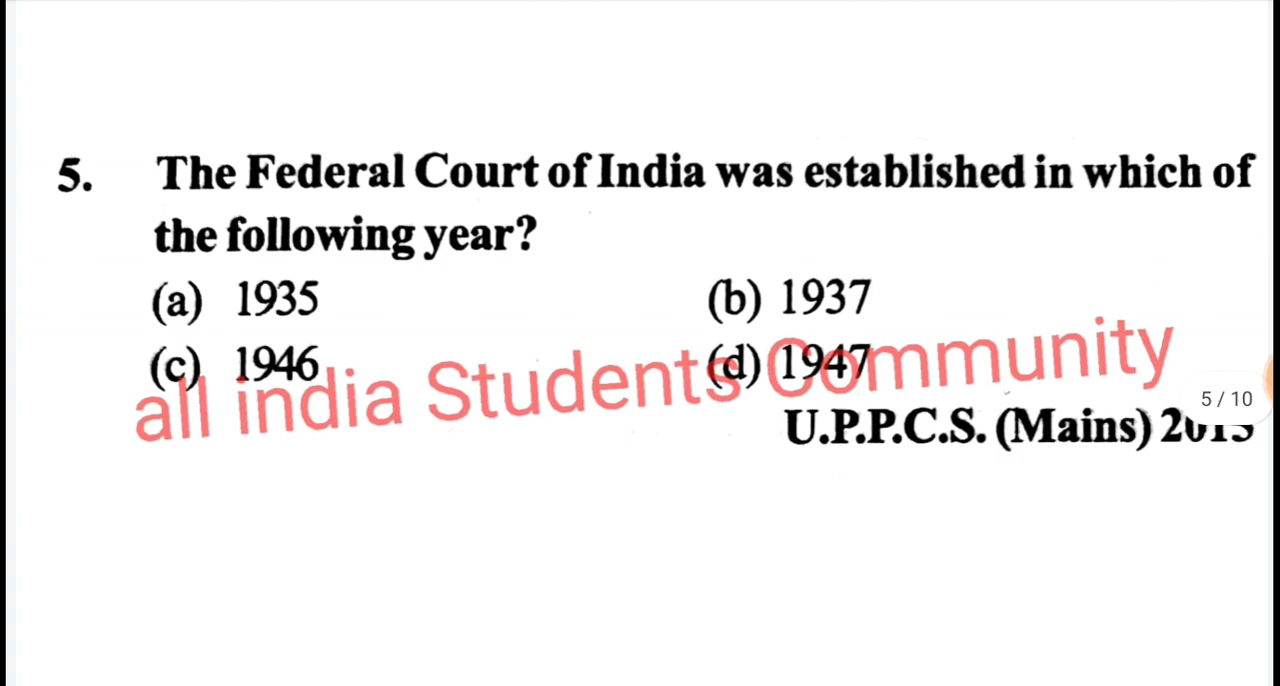 5. The Federal Court of India was established in which of
the following year?
(a) 1935 (b) 1937
(c) 1946 (d) 1947
all india Students Community
5 / 10
U.P.P.C.S. (Mains)